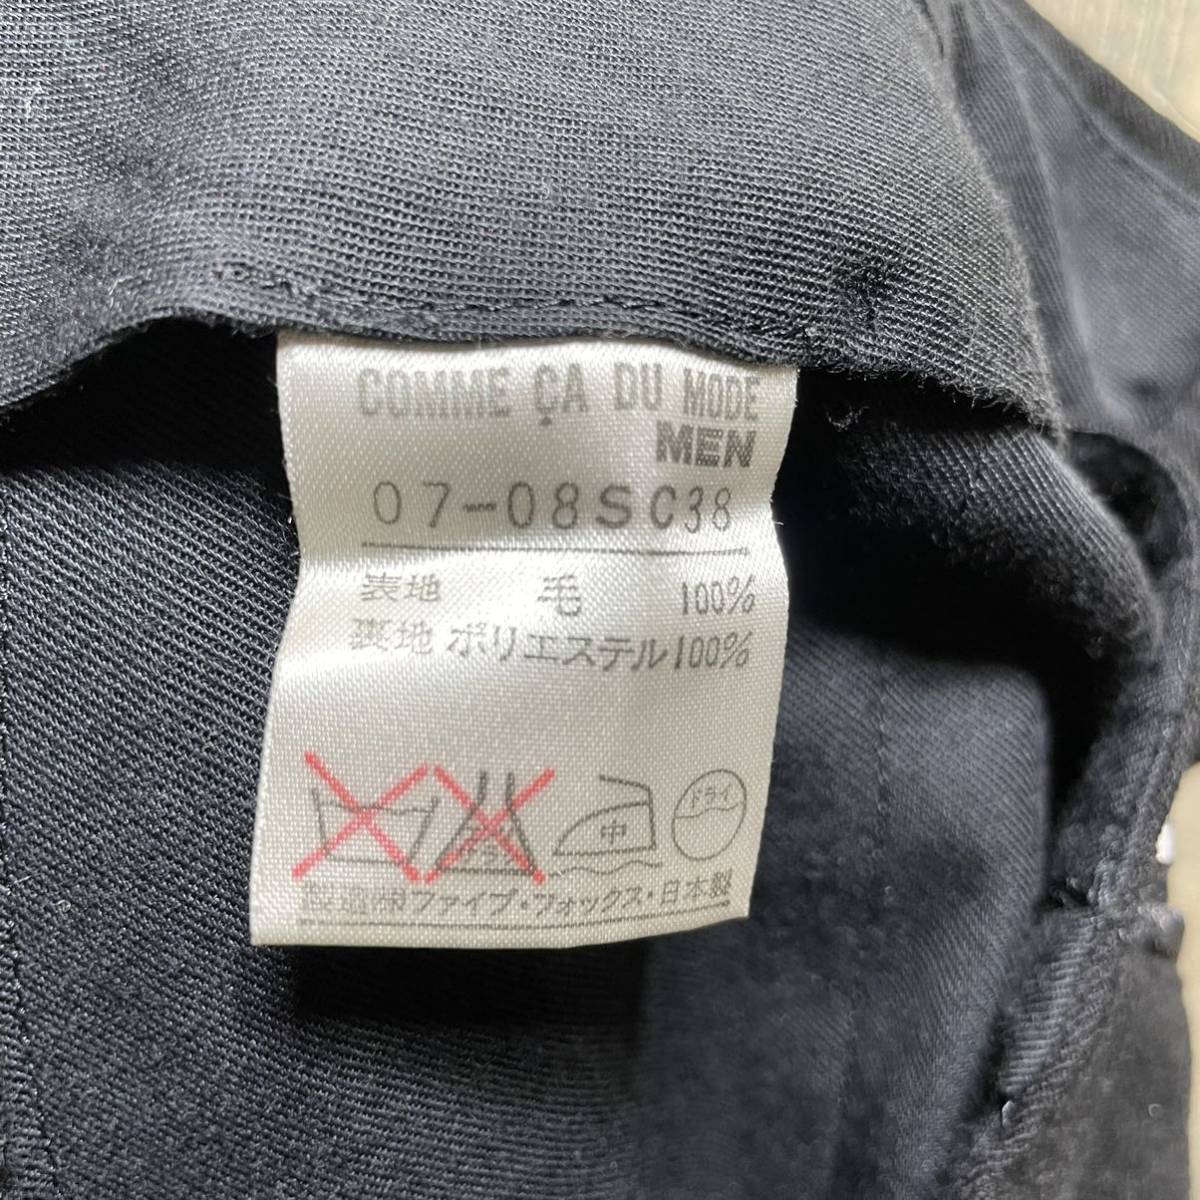 COMME ÇA DU MODE
MEN
07-08SC38
表地 毛 100%
裏地 ポリエステル100%
中 ドライ
製造㈱ファイブ・フォックス・日本製